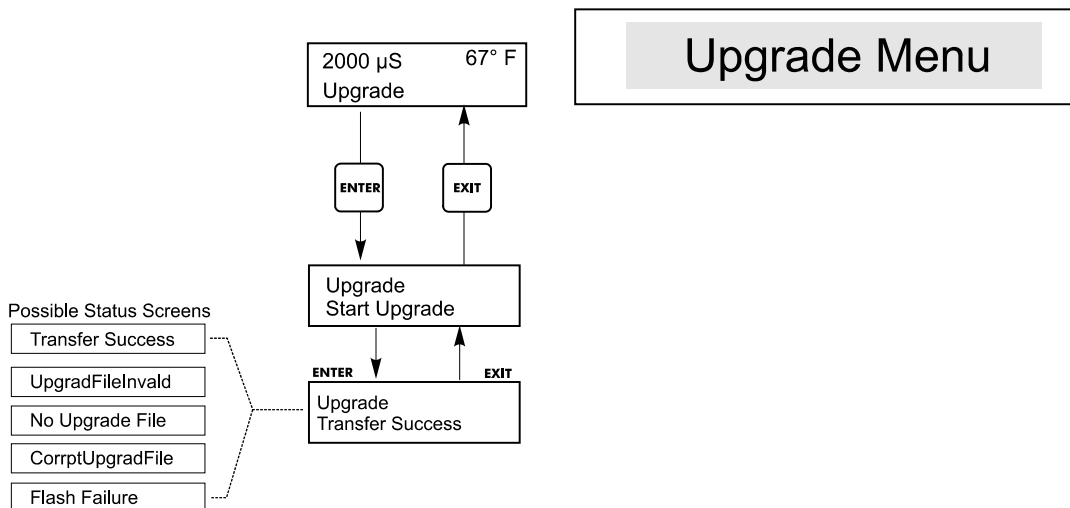 Upgrade Menu
2000 µS 67° F
Upgrade
ENTER EXIT
Upgrade
Start Upgrade
ENTER EXIT
Upgrade
Transfer Success
Possible Status Screens
Transfer Success
UpgradFileInvald
No Upgrade File
CorrptUpgradFile
Flash Failure